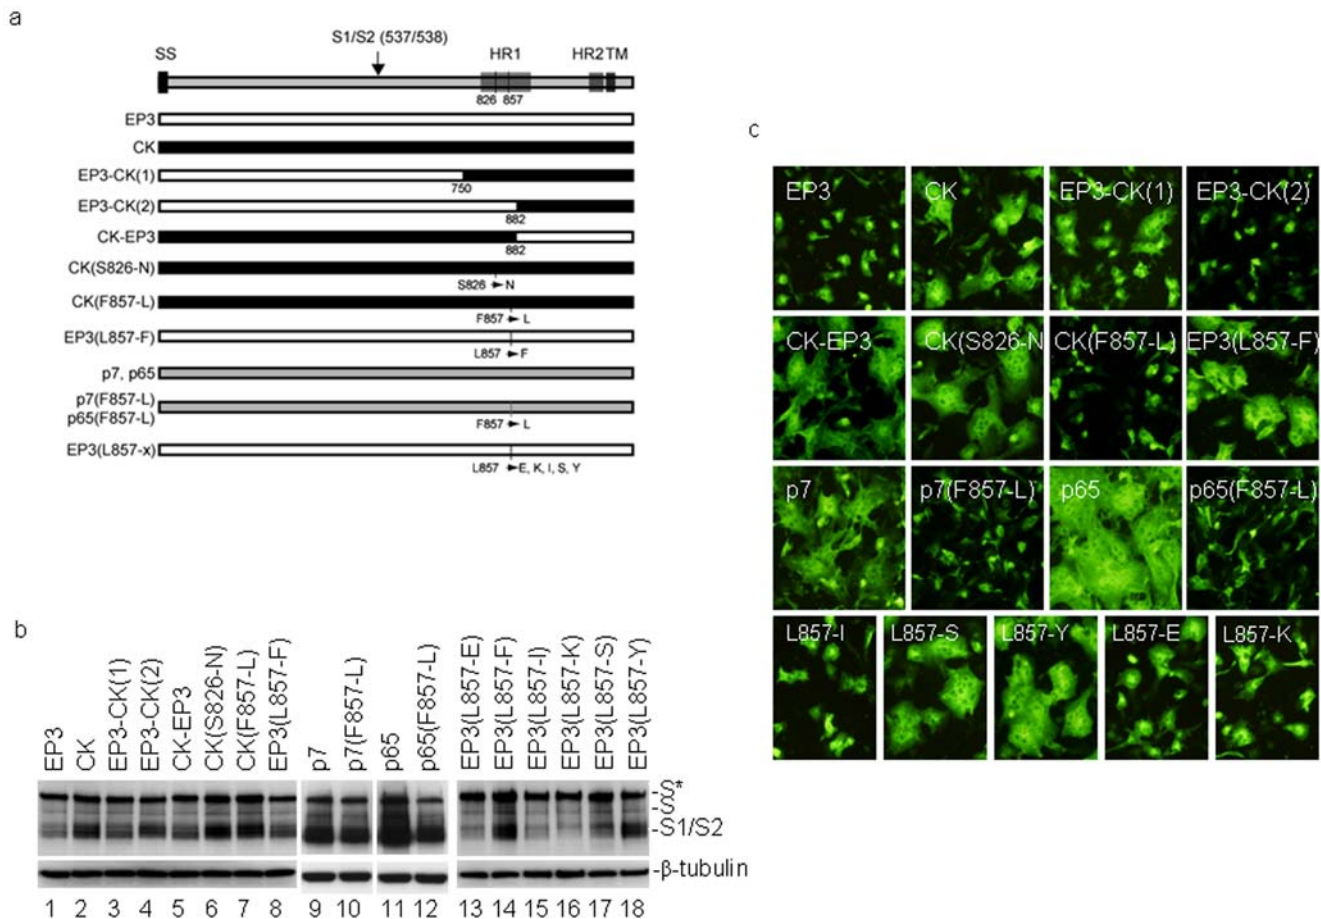 a
S1/S2 (537/538)
SS HR1 HR2 TM
826 857
EP3
CK
EP3-CK(1)
750
EP3-CK(2)
882
CK-EP3
882
CK(S826-N)
S826 N
CK(F857-L)
F857 L
EP3(L857-F)
L857 F
p7, p65
p7(F857-L)
p65(F857-L)
F857 L
EP3(L857-x)
L857 E, K, I, S, Y
b
EP3
CK
EP3-CK(1)
EP3-CK(2)
CK-EP3
CK(S826-N)
CK(F857-L)
EP3(L857-F)
p7
p7(F857-L)
p65
p65(F857-L)
EP3(L857-E)
EP3(L857-F)
EP3(L857-I)
EP3(L857-K)
EP3(L857-S)
EP3(L857-Y)
-S*
-S
-S1/S2
-β-tubulin
1 2 3 4 5 6 7 8 9 10 11 12 13 14 15 16 17 18
c
EP3 CK EP3-CK(1) EP3-CK(2)
CK-EP3 CK(S826-N CK(F857-L) EP3(L857-F)
p7 p7(F857-L) p65 p65(F857-L)
L857-I L857-S L857-Y L857-E L857-K